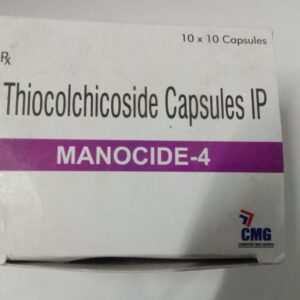 10 x 10 Capsules
Rx
Thiocolchicoside Capsules IP
MANOCIDE-4
CMG